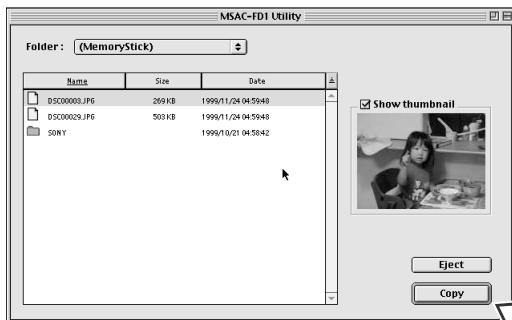 MSAC-FD1 Utility
Folder : (MemoryStick)
Name Size Date
DSC00003.JPG 269 KB 1999/11/24 04:59:48
DSC00029.JPG 503 KB 1999/11/24 04:59:48
SONY 1999/10/21 04:58:42
Show thumbnail
Eject
Copy